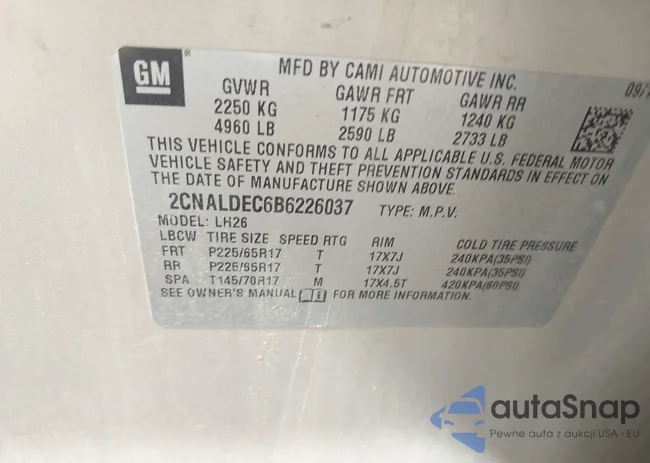 GM
MFD BY CAMI AUTOMOTIVE INC.
09/1
GVWR GAWR FRT GAWR RR
2250 KG 1175 KG 1240 KG
4960 LB 2590 LB 2733 LB
THIS VEHICLE CONFORMS TO ALL APPLICABLE U.S. FEDERAL MOTOR
VEHICLE SAFETY AND THEFT PREVENTION STANDARDS IN EFFECT ON
THE DATE OF MANUFACTURE SHOWN ABOVE.
2CNALDEC6B6226037 TYPE: M.P.V.
MODEL: LH26
LBCW TIRE SIZE SPEED RTG RIM COLD TIRE PRESSURE
FRT P225/65R17 T 17X7J 240KPA(35PSI)
RR P225/65R17 T 17X7J 240KPA(35PSI)
SPA T145/70R17 M 17X4.5T 420KPA(60PSI)
SEE OWNER'S MANUAL FOR MORE INFORMATION.
autaSnap
Pewne auta z aukcji USA i EU